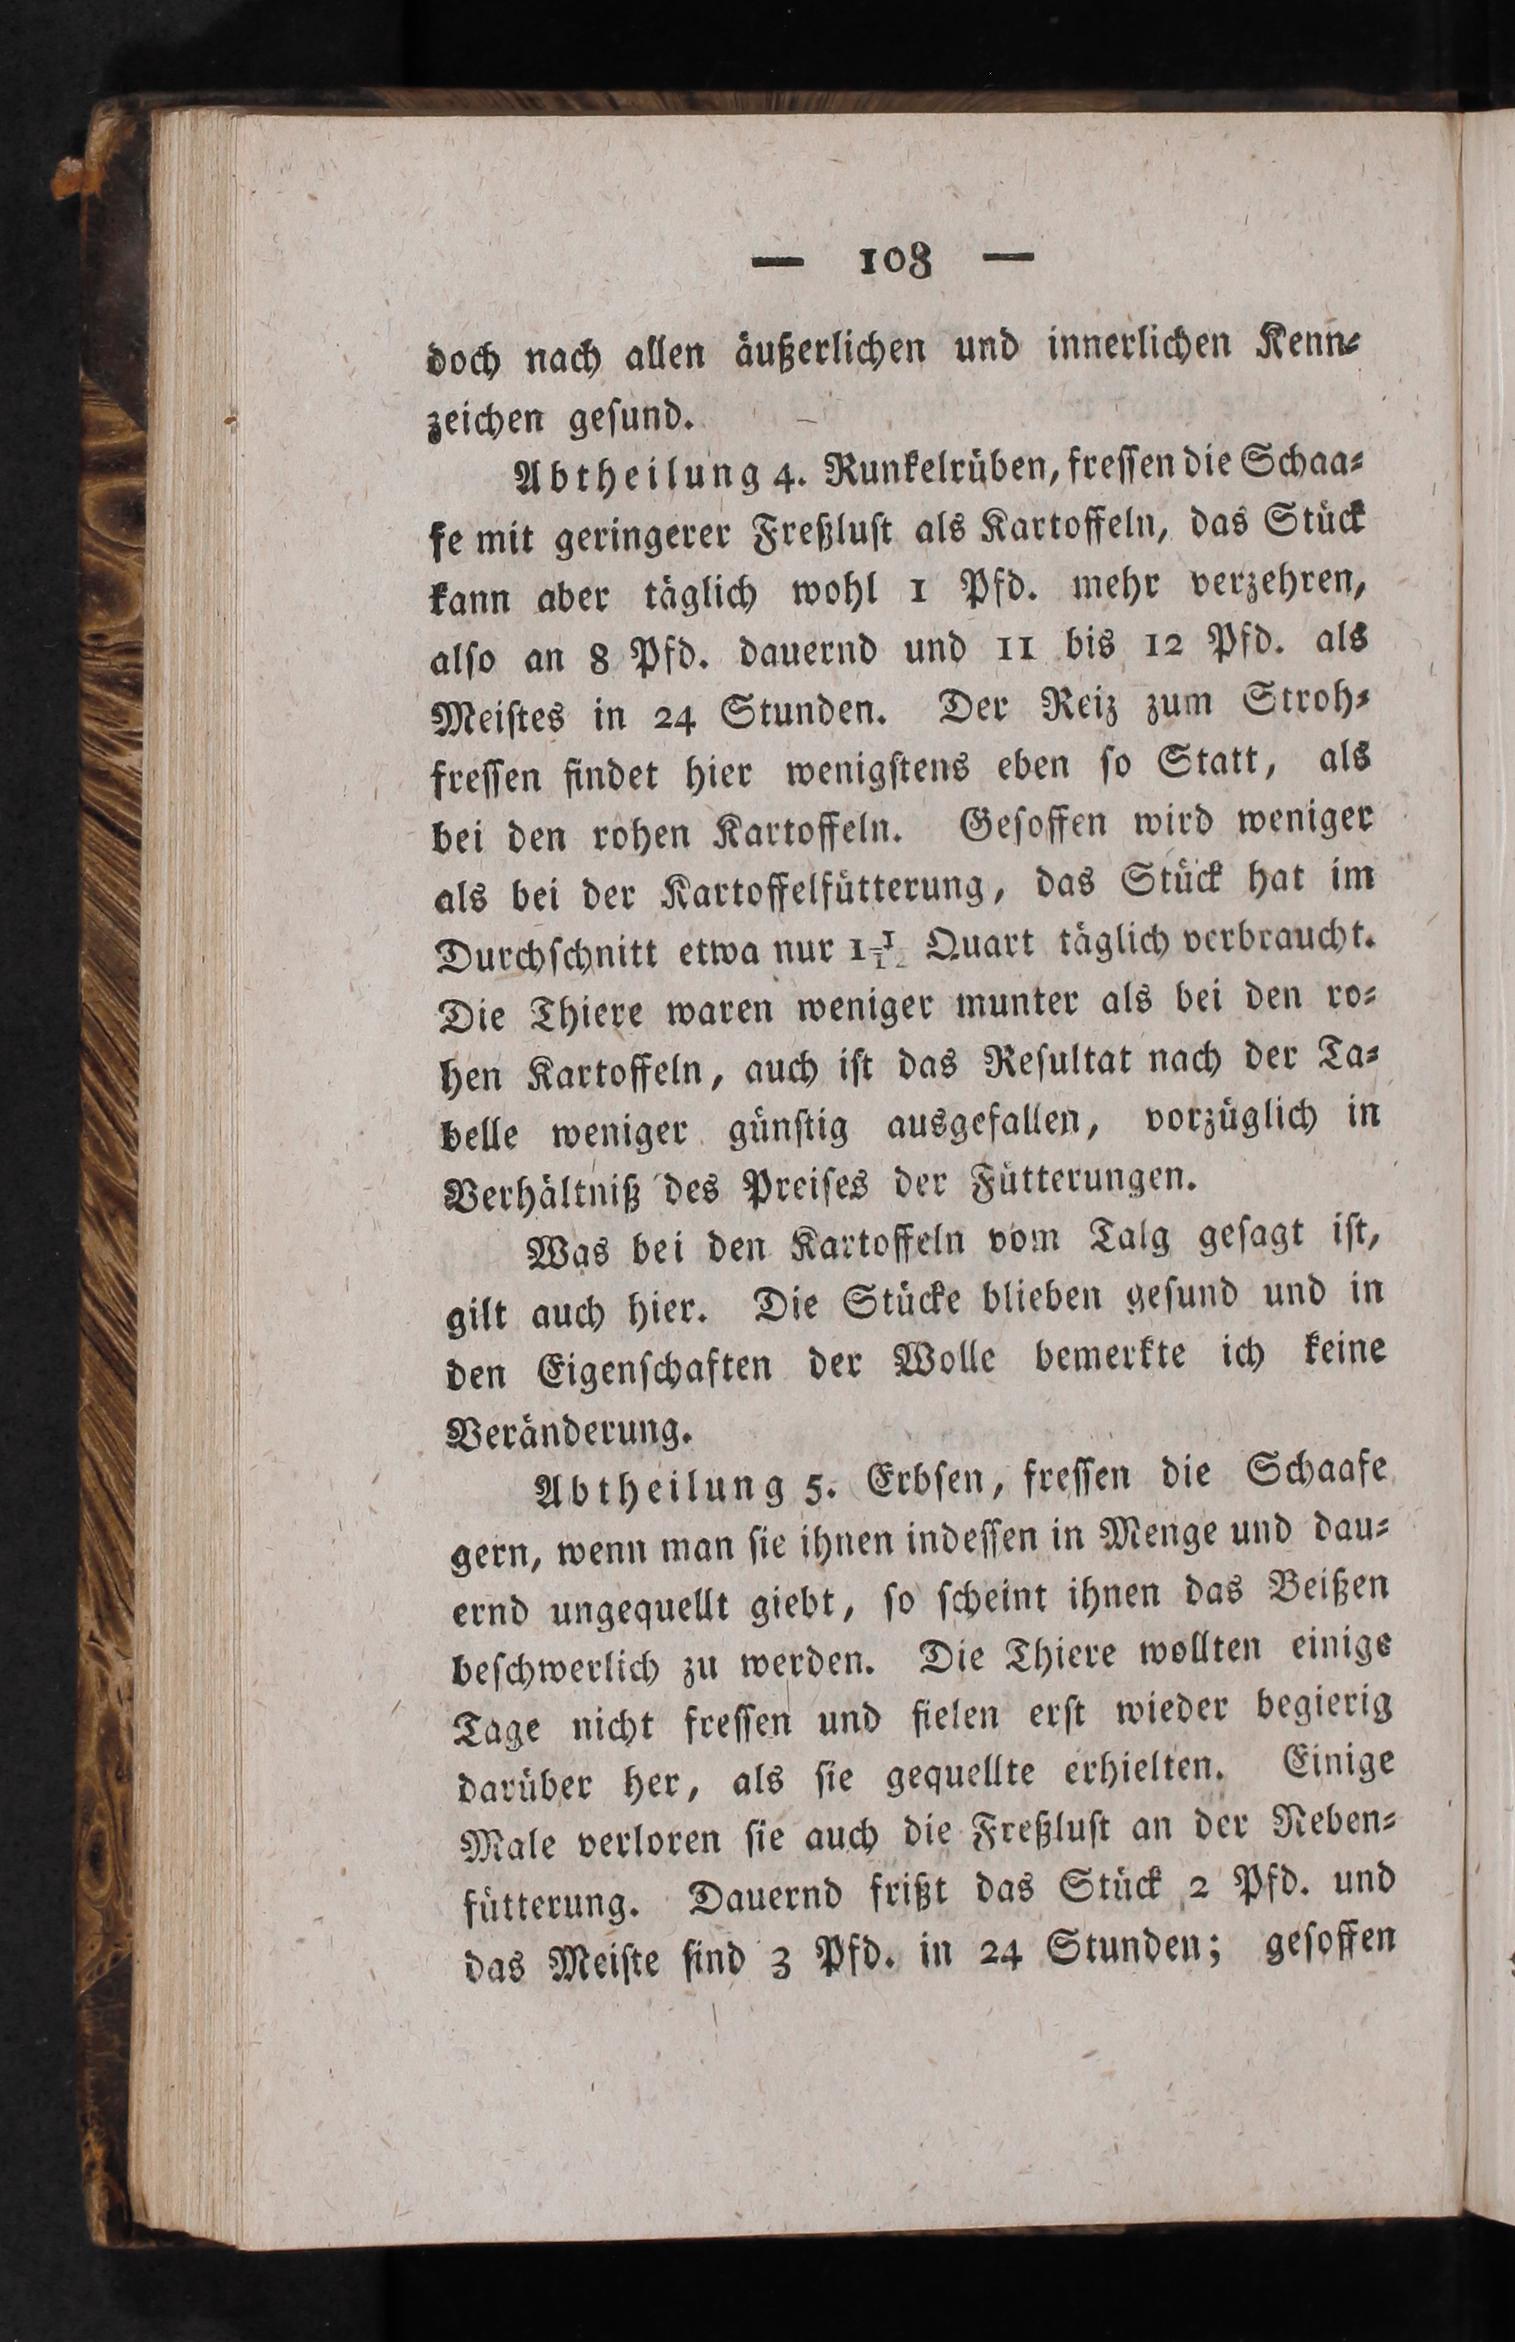 — 108 —
doch nach allen äußerlichen und innerlichen Kenn⸗
zeichen geſund.
Abtheilung 4. Runkelrüben, freſſen die Schaa⸗
fe mit geringerer Freßluſt als Kartoffeln, das Stück
kann aber täglich wohl 1 Pfd. mehr verzehren,
alſo an 8 Pfd. dauernd und 11 bis 12 Pfd. als
Meiſtes in 24 Stunden. Der Reiz zum Stroh⸗
freſſen findet hier wenigſtens eben ſo Statt, als
bei den rohen Kartoffeln. Geſoffen wird weniger
als bei der Kartoffelfütterung, das Stück hat im
Durchſchnitt etwa nur 1 1/12 Quart täglich verbraucht.
Die Thiere waren weniger munter als bei den ro⸗
hen Kartoffeln, auch iſt das Reſultat nach der Ta⸗
belle weniger günſtig ausgefallen, vorzüglich in
Verhältniß des Preiſes der Fütterungen.
Was bei den Kartoffeln vom Talg geſagt iſt,
gilt auch hier. Die Stücke blieben geſund und in
den Eigenſchaften der Wolle bemerkte ich keine
Veränderung.
Abtheilung 5. Erbſen, freſſen die Schaafe
gern, wenn man ſie ihnen indeſſen in Menge und dau⸗
ernd ungequellt giebt, ſo ſcheint ihnen das Beißen
beſchwerlich zu werden. Die Thiere wollten einige
Tage nicht freſſen und fielen erſt wieder begierig
darüber her, als ſie gequellte erhielten. Einige
Male verloren ſie auch die Freßluſt an der Neben⸗
fütterung. Dauernd frißt das Stück 2 Pfd. und
das Meiſte ſind 3 Pfd. in 24 Stunden; geſoffen